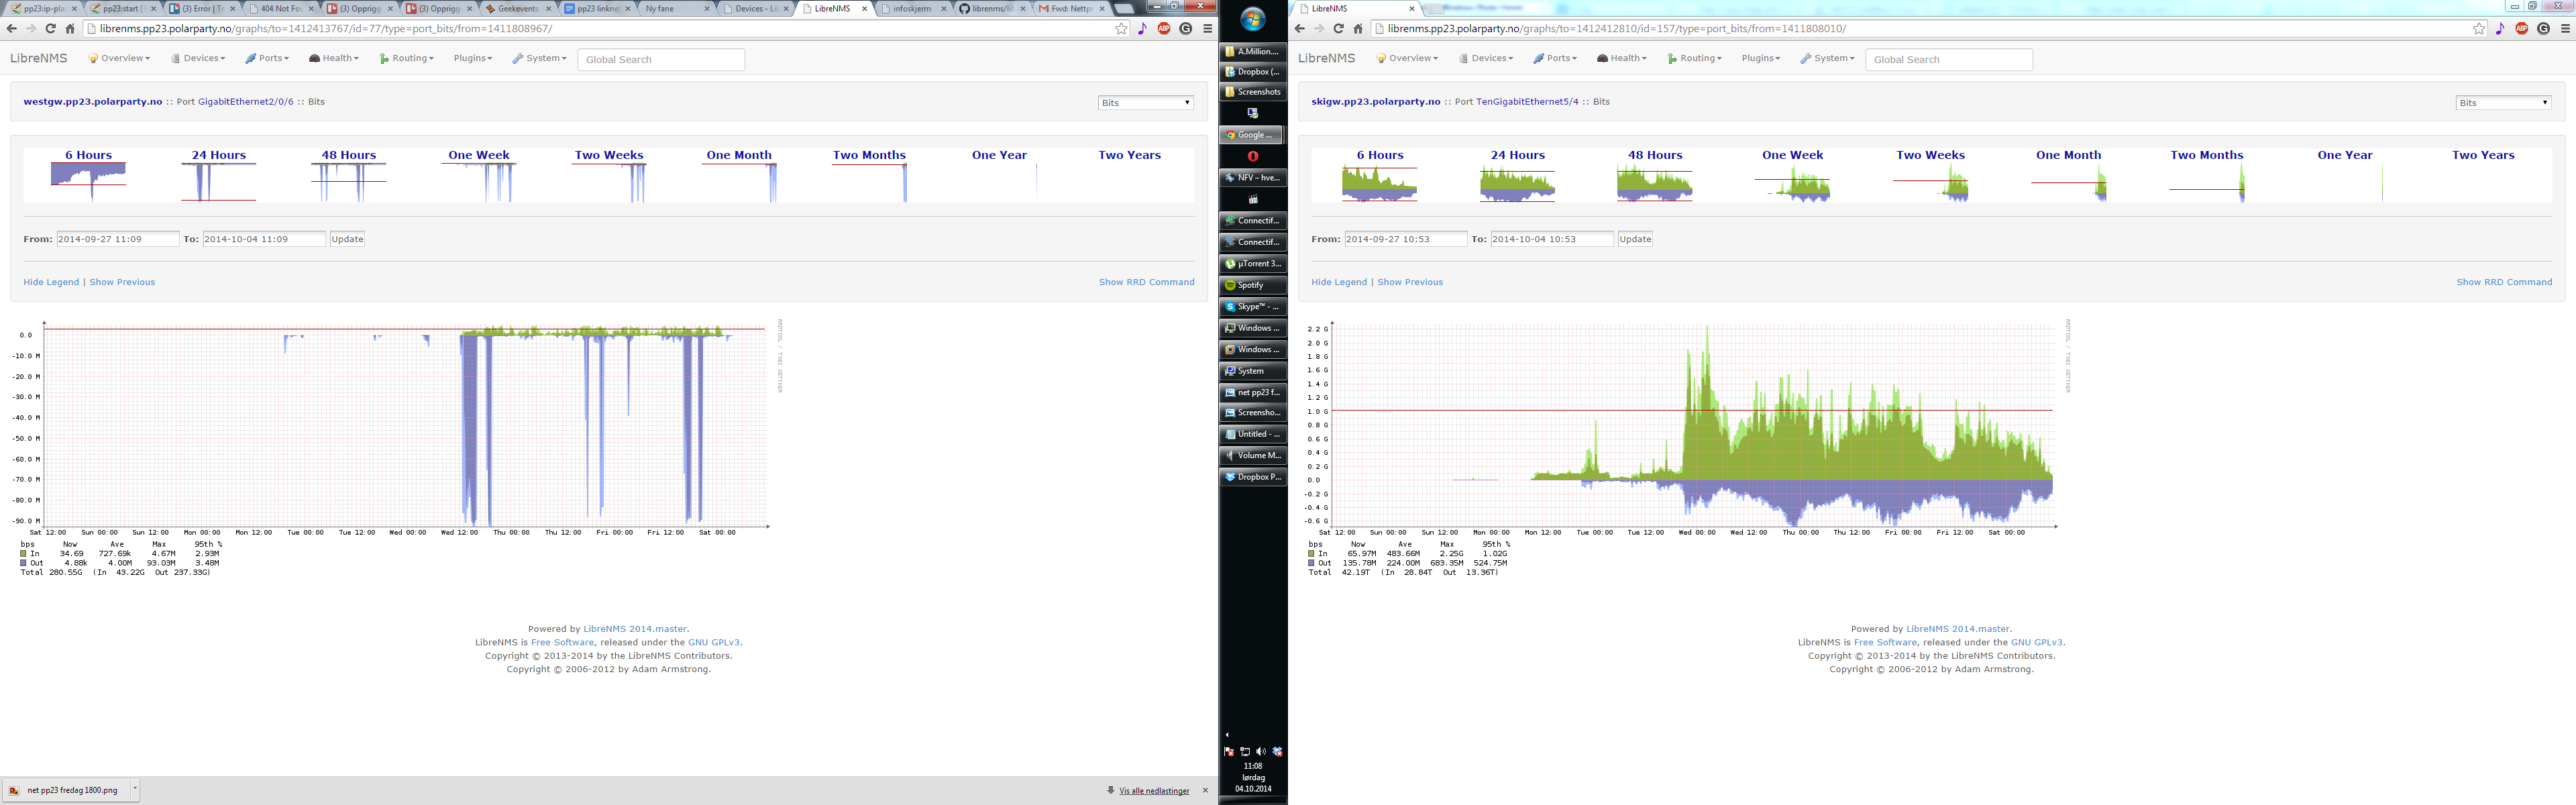 pp23:ip-pla
pp23:start [
(3) Error | Tr
404 Not Fou
(3) Opprigg
(3) Opprigg
Geekevents
pp23 linknet
Ny fane
Devices - Lib
LibreNMS
infoskjerm
librenms/lib
Fwd: Nettpr
librenms.pp23.polarparty.no/graphs/to=1412413767/id=77/type=port_bits/from=1411808967/
LibreNMS Overview Devices Ports Health Routing Plugins System Global Search
westgw.pp23.polarparty.no :: Port GigabitEthernet2/0/6 :: Bits
Bits
6 Hours 24 Hours 48 Hours One Week Two Weeks One Month Two Months One Year Two Years
From: 2014-09-27 11:09 To: 2014-10-04 11:09 Update
Hide Legend | Show Previous
Show RRD Command
RRDTOOL / TOBI OETIKER
0.0
-10.0 M
-20.0 M
-30.0 M
-40.0 M
-50.0 M
-60.0 M
-70.0 M
-80.0 M
-90.0 M
Sat 12:00 Sun 00:00 Sun 12:00 Mon 00:00 Mon 12:00 Tue 00:00 Tue 12:00 Wed 00:00 Wed 12:00 Thu 00:00 Thu 12:00 Fri 00:00 Fri 12:00 Sat 00:00
bps Now Ave Max 95th %
In 34.69 727.69k 4.67M 2.93M
Out 4.88k 4.00M 93.03M 3.48M
Total 280.55G (In 43.22G Out 237.33G)
Powered by LibreNMS 2014.master.
LibreNMS is Free Software, released under the GNU GPLv3.
Copyright © 2013-2014 by the LibreNMS Contributors.
Copyright © 2006-2012 by Adam Armstrong.
net pp23 fredag 1800.png
Vis alle nedlastinger
A.Million....
Dropbox (...
Screenshots
Google ...
NFV – hve...
Connectif...
Connectif...
µTorrent 3...
Spotify
Skype™ - ...
Windows ...
Windows ...
System
net pp23 f...
Screensho...
Untitled - ...
Volume M...
Dropbox P...
11:08
lørdag
04.10.2014
LibreNMS
librenms.pp23.polarparty.no/graphs/to=1412412810/id=157/type=port_bits/from=1411808010/
LibreNMS Overview Devices Ports Health Routing Plugins System Global Search
skigw.pp23.polarparty.no :: Port TenGigabitEthernet5/4 :: Bits
Bits
6 Hours 24 Hours 48 Hours One Week Two Weeks One Month Two Months One Year Two Years
From: 2014-09-27 10:53 To: 2014-10-04 10:53 Update
Hide Legend | Show Previous
Show RRD Command
RRDTOOL / TOBI OETIKER
2.2 G
2.0 G
1.8 G
1.6 G
1.4 G
1.2 G
1.0 G
0.8 G
0.6 G
0.4 G
0.2 G
0.0
-0.2 G
-0.4 G
-0.6 G
Sat 12:00 Sun 00:00 Sun 12:00 Mon 00:00 Mon 12:00 Tue 00:00 Tue 12:00 Wed 00:00 Wed 12:00 Thu 00:00 Thu 12:00 Fri 00:00 Fri 12:00 Sat 00:00
bps Now Ave Max 95th %
In 65.97M 483.66M 2.25G 1.02G
Out 135.78M 224.00M 683.35M 524.75M
Total 42.19T (In 28.84T Out 13.36T)
Powered by LibreNMS 2014.master.
LibreNMS is Free Software, released under the GNU GPLv3.
Copyright © 2013-2014 by the LibreNMS Contributors.
Copyright © 2006-2012 by Adam Armstrong.